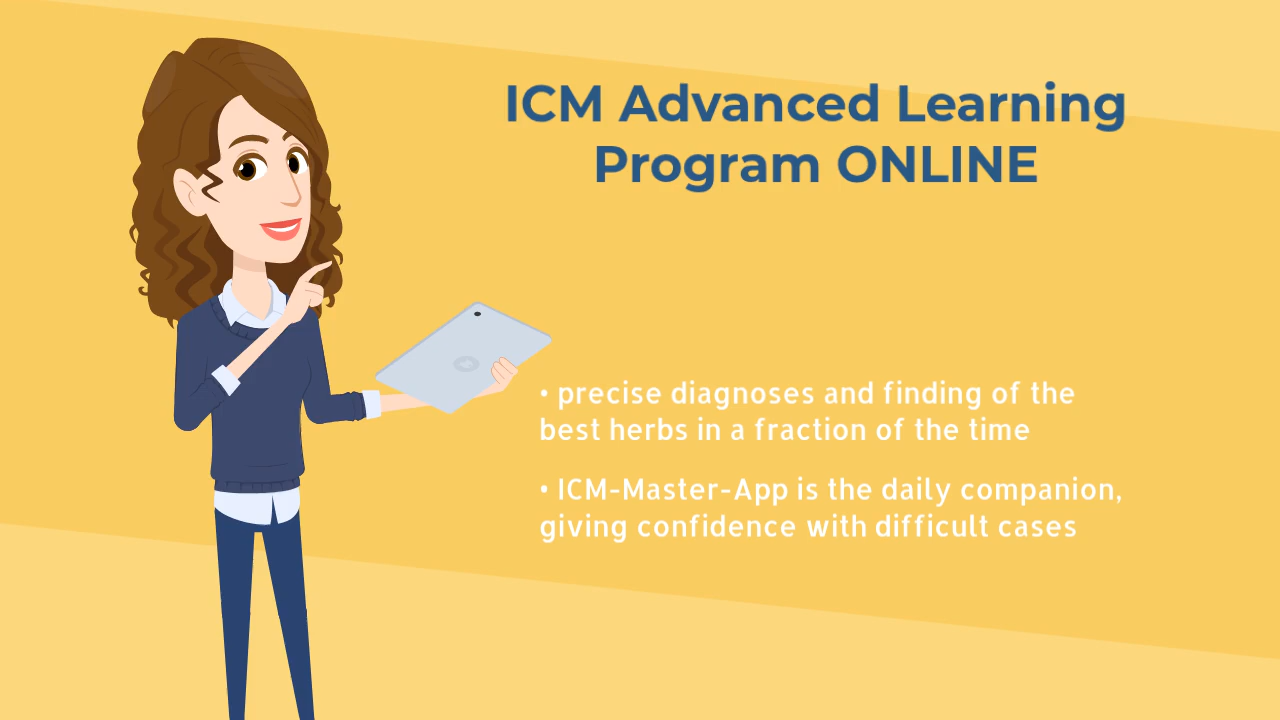 ICM Advanced Learning
Program ONLINE
• precise diagnoses and finding of the
best herbs in a fraction of the time
• ICM-Master-App is the daily companion,
giving confidence with difficult cases